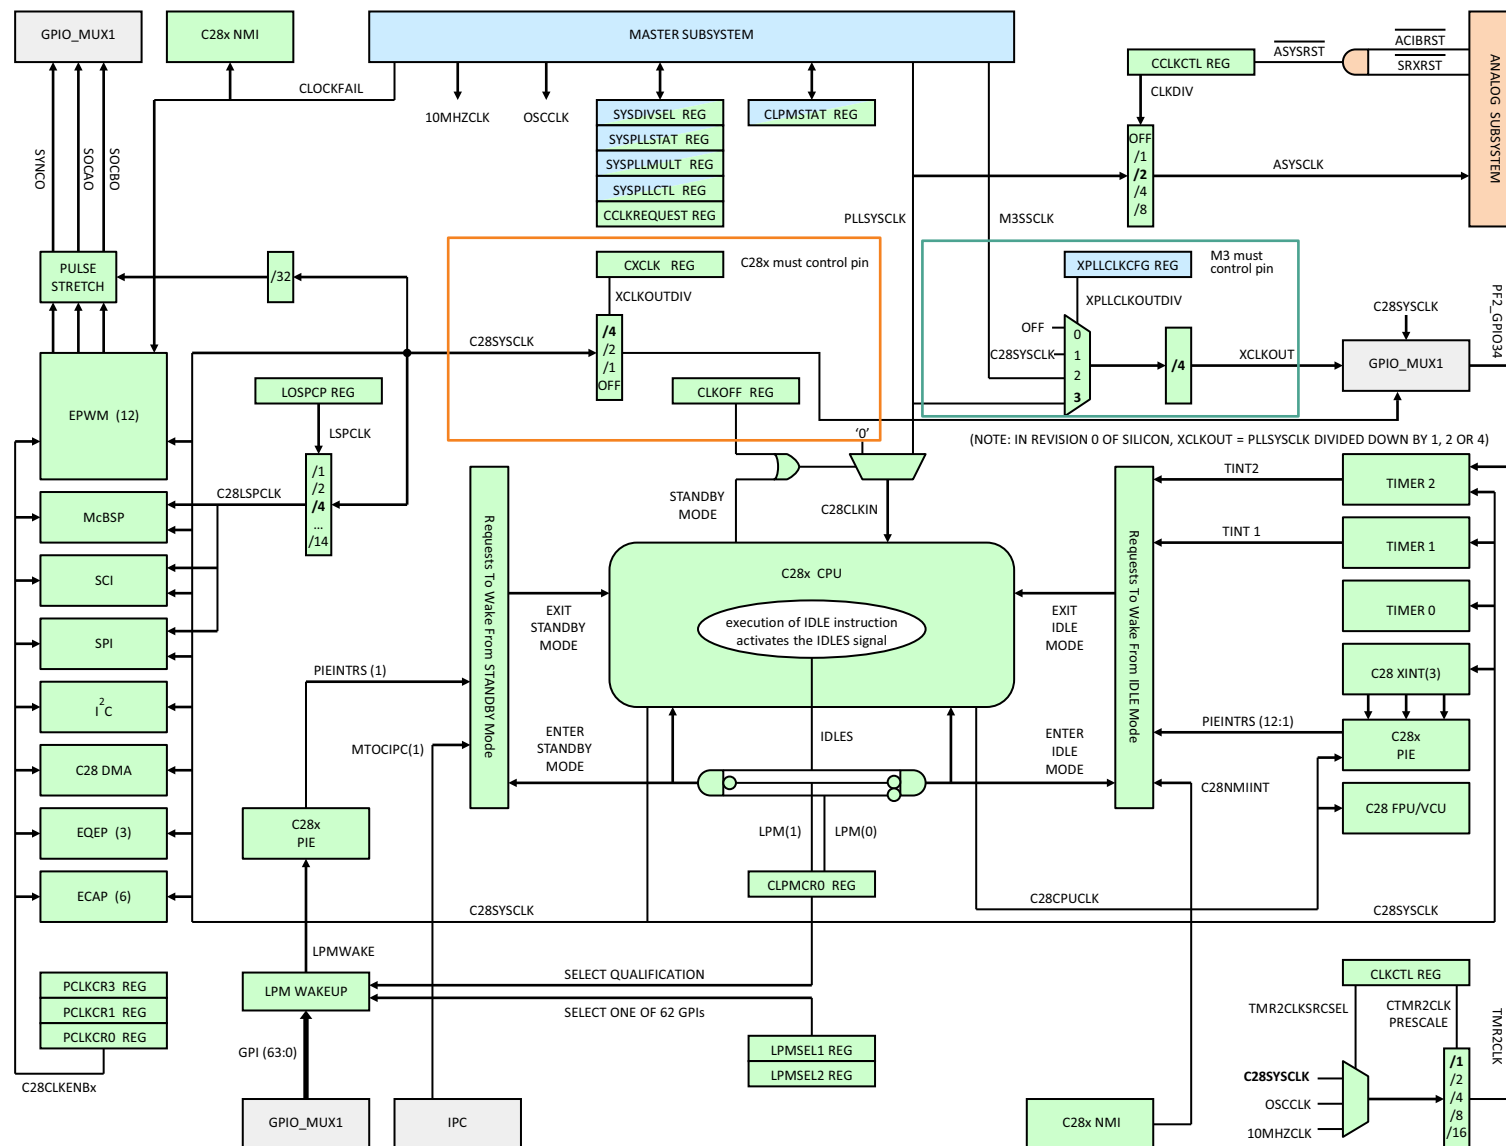 GPIO_MUX1
C28x NMI
MASTER SUBSYSTEM
ANALOG SUBSYSTEM
ACIBRST
SRXRST
ASYSRST
CCLKCTL REG
CLKDIV
OFF
/1
/2
/4
/8
ASYSCLK
CLOCKFAIL
10MHZCLK
OSCCLK
SYSDIVSEL REG
SYSPLLSTAT REG
SYSPLLMULT REG
SYSPLLCTL REG
CCLKREQUEST REG
CLPMSTAT REG
PLLSYSCLK
M3SSCLK
SYNCO
SOCAO
SOCBO
PULSE
STRETCH
/32
CXCLK REG
C28x must control pin
XCLKOUTDIV
/4
/2
/1
OFF
C28SYSCLK
XPLLCLKCFG REG
M3 must
control pin
XPLLCLKOUTDIV
OFF
C28SYSCLK
0
1
2
3
/4
XCLKOUT
C28SYSCLK
GPIO_MUX1
PF2_GPIO34
EPWM (12)
LOSPCP REG
LSPCLK
/1
/2
/4
...
/14
C28LSPCLK
CLKOFF REG
'0'
(NOTE: IN REVISION 0 OF SILICON, XCLKOUT = PLLSYSCLK DIVIDED DOWN BY 1, 2 OR 4)
STANDBY
MODE
C28CLKIN
McBSP
SCI
SPI
I2C
C28 DMA
EQEP (3)
ECAP (6)
Requests To Wake From STANDBY Mode
EXIT
STANDBY
MODE
C28x CPU
execution of IDLE instruction
activates the IDLES signal
EXIT
IDLE
MODE
Requests To Wake From IDLE Mode
TINT2
TIMER 2
TINT 1
TIMER 1
TIMER 0
C28 XINT(3)
PIEINTRS (12:1)
C28x
PIE
C28NMIINT
C28 FPU/VCU
PIEINTRS (1)
MTOCIPC(1)
ENTER
STANDBY
MODE
IDLES
ENTER
IDLE
MODE
LPM(1)
LPM(0)
C28x
PIE
CLPMCR0 REG
C28CPUCLK
C28SYSCLK
C28SYSCLK
LPMWAKE
SELECT QUALIFICATION
LPM WAKEUP
SELECT ONE OF 62 GPIs
PCLKCR3 REG
PCLKCR1 REG
PCLKCR0 REG
C28CLKENBx
GPI (63:0)
LPMSEL1 REG
LPMSEL2 REG
GPIO_MUX1
IPC
C28x NMI
CLKCTL REG
TMR2CLKSRCSEL
CTMR2CLK
PRESCALE
C28SYSCLK
OSCCLK
10MHZCLK
/1
/2
/4
/8
/16
TMR2CLK